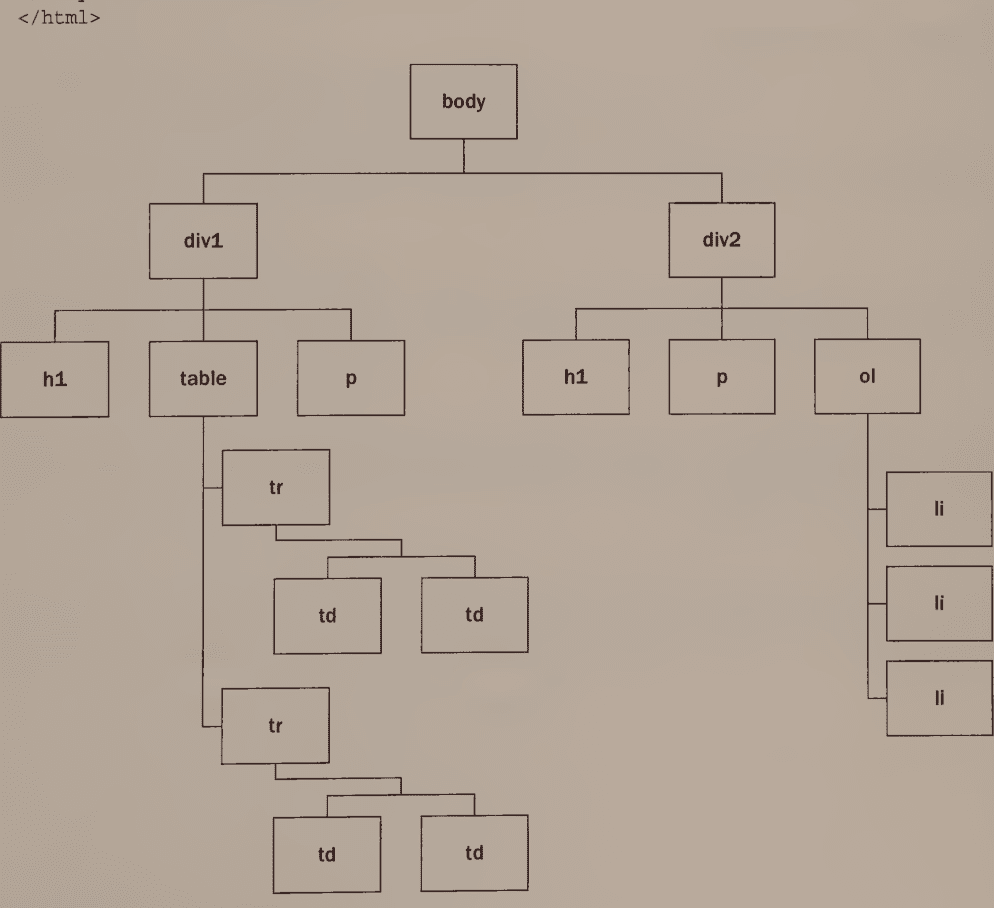 </html>
body
div1
div2
h1
table
p
h1
p
ol
tr
li
td
td
li
tr
li
td
td